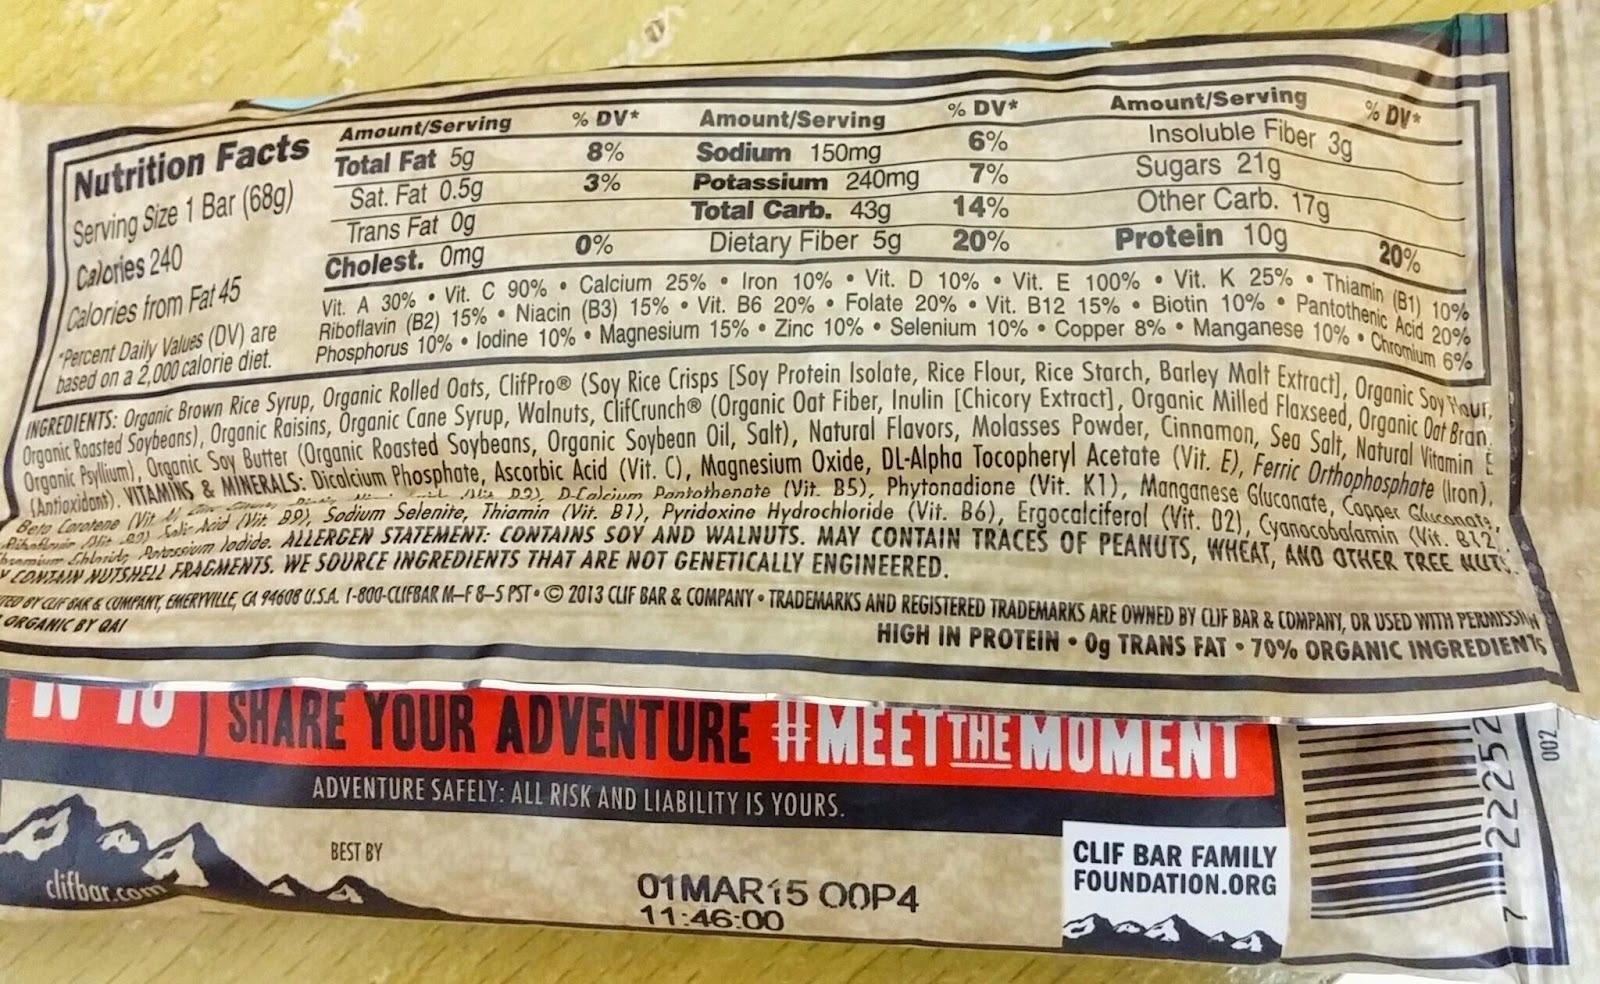 Nutrition Facts
Serving Size 1 Bar (68g)
Calories 240
Calories from Fat 45
*Percent Daily Values (DV) are
based on a 2,000 calorie diet.
Amount/Serving % DV*
Total Fat 5g 8%
Sat. Fat 0.5g 3%
Trans Fat 0g
Cholest. 0mg 0%
Amount/Serving % DV*
Sodium 150mg 6%
Potassium 240mg 7%
Total Carb. 43g 14%
Dietary Fiber 5g 20%
Amount/Serving % DV*
Insoluble Fiber 3g
Sugars 21g
Other Carb. 17g
Protein 10g 20%
Vit. A 30% • Vit. C 90% • Calcium 25% • Iron 10% • Vit. D 10% • Vit. E 100% • Vit. K 25% • Thiamin (B1) 10%
Riboflavin (B2) 15% • Niacin (B3) 15% • Vit. B6 20% • Folate 20% • Vit. B12 15% • Biotin 10% • Pantothenic Acid 20%
Phosphorus 10% • Iodine 10% • Magnesium 15% • Zinc 10% • Selenium 10% • Copper 8% • Manganese 10% • Chromium 6%
INGREDIENTS: Organic Brown Rice Syrup, Organic Rolled Oats, ClifPro® (Soy Rice Crisps [Soy Protein Isolate, Rice Flour, Rice Starch, Barley Malt Extract], Organic Soy Flour,
Organic Roasted Soybeans), Organic Raisins, Organic Cane Syrup, Walnuts, ClifCrunch® (Organic Oat Fiber, Inulin [Chicory Extract], Organic Milled Flaxseed, Organic Oat Bran,
Organic Psyllium), Organic Soy Butter (Organic Roasted Soybeans, Organic Soybean Oil, Salt), Natural Flavors, Molasses Powder, Cinnamon, Sea Salt, Natural Vitamin E
(Antioxidant). VITAMINS & MINERALS: Dicalcium Phosphate, Ascorbic Acid (Vit. C), Magnesium Oxide, DL-Alpha Tocopheryl Acetate (Vit. E), Ferric Orthophosphate (Iron),
Beta Carotene (Vit. A), D-Calcium Pantothenate (Vit. B5), Phytonadione (Vit. K1), Manganese Gluconate, Copper Gluconate,
Riboflavin (Vit. B2), Folic Acid (Vit. B9), Sodium Selenite, Thiamin (Vit. B1), Pyridoxine Hydrochloride (Vit. B6), Ergocalciferol (Vit. D2), Cyanocobalamin (Vit. B12),
Chloride, Potassium Iodide. ALLERGEN STATEMENT: CONTAINS SOY AND WALNUTS. MAY CONTAIN TRACES OF PEANUTS, WHEAT, AND OTHER TREE NUTS.
CONTAIN NUTSHELL FRAGMENTS. WE SOURCE INGREDIENTS THAT ARE NOT GENETICALLY ENGINEERED.
BY CLIF BAR & COMPANY, EMERYVILLE, CA 94608 U.S.A. 1-800-CLIFBAR M–F 8–5 PST • © 2013 CLIF BAR & COMPANY • TRADEMARKS AND REGISTERED TRADEMARKS ARE OWNED BY CLIF BAR & COMPANY, OR USED WITH PERMISSION
ORGANIC BY QAI
HIGH IN PROTEIN • 0g TRANS FAT • 70% ORGANIC INGREDIENTS
SHARE YOUR ADVENTURE #MEETTHEMOMENT
ADVENTURE SAFELY: ALL RISK AND LIABILITY IS YOURS.
clifbar.com
BEST BY
01MAR15 00P4
11:46:00
CLIF BAR FAMILY
FOUNDATION.ORG
7 22252
002